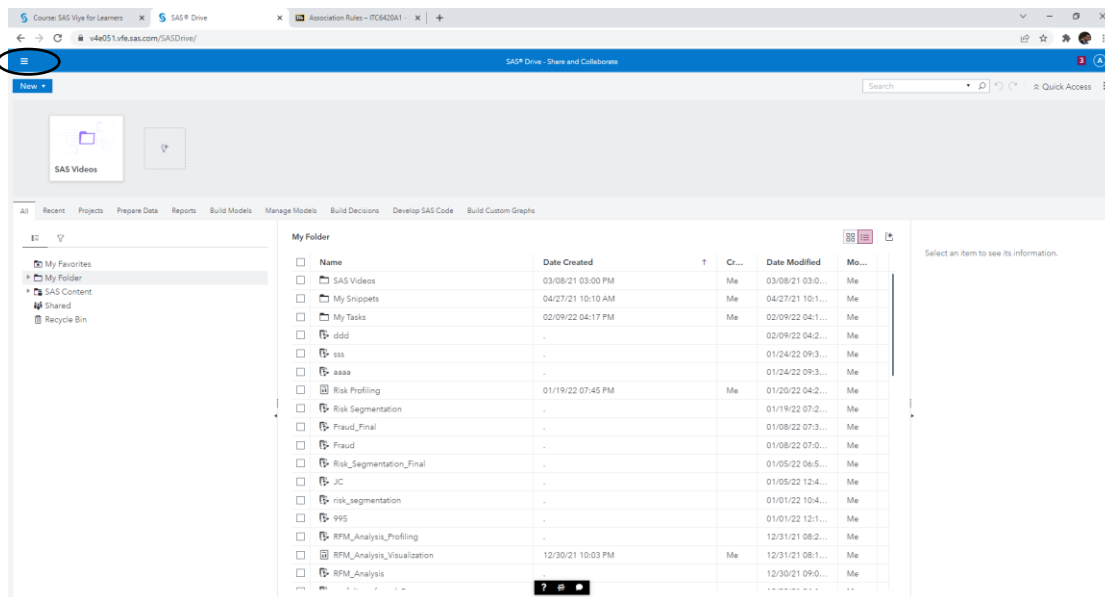 Course: SAS Viya for Learners
SAS® Drive
Association Rules – ITC6420A1 -
v4e051.vfe.sas.com/SASDrive/
SAS® Drive - Share and Collaborate
3
A
New
Search
Quick Access
SAS Videos
All Recent Projects Prepare Data Reports Build Models Manage Models Build Decisions Develop SAS Code Build Custom Graphs
My Favorites
My Folder
SAS Content
Shared
Recycle Bin
My Folder
Name Date Created Cr... Date Modified Mo...
SAS Videos 03/08/21 03:00 PM Me 03/08/21 03:0... Me
My Snippets 04/27/21 10:10 AM Me 04/27/21 10:1... Me
My Tasks 02/09/22 04:17 PM Me 02/09/22 04:1... Me
ddd . 02/09/22 04:2... Me
sss . 01/24/22 09:3... Me
aaaa . 01/24/22 09:3... Me
Risk Profiling 01/19/22 07:45 PM Me 01/20/22 04:2... Me
Risk Segmentation . 01/19/22 07:2... Me
Fraud_Final . 01/08/22 07:3... Me
Fraud . 01/08/22 07:0... Me
Risk_Segmentation_Final . 01/05/22 06:5... Me
JC . 01/05/22 12:4... Me
risk_segmentation . 01/01/22 10:4... Me
995 . 01/01/22 12:1... Me
RFM_Analysis_Profiling . 12/31/21 08:2... Me
RFM_Analysis_Visualization 12/30/21 10:03 PM Me 12/31/21 08:1... Me
RFM_Analysis . 12/30/21 09:0... Me
Select an item to see its information.